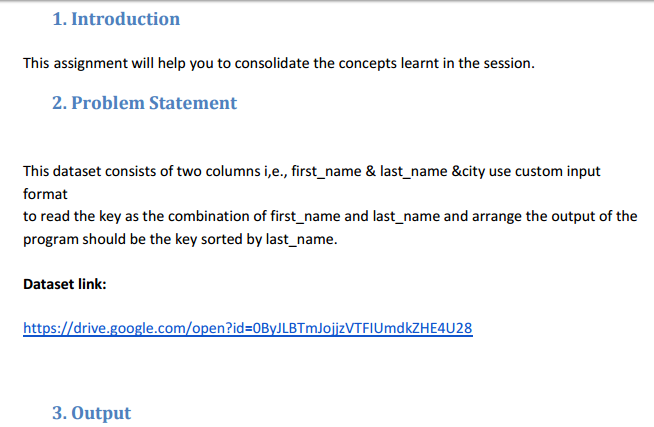 1. Introduction
This assignment will help you to consolidate the concepts learnt in the session.
2. Problem Statement
This dataset consists of two columns i,e., first_name & last_name &city use custom input
format
to read the key as the combination of first_name and last_name and arrange the output of the
program should be the key sorted by last_name.
Dataset link:
https://drive.google.com/open?id=0ByJLBTmJojjzVTFIUmdkZHE4U28
3. Output